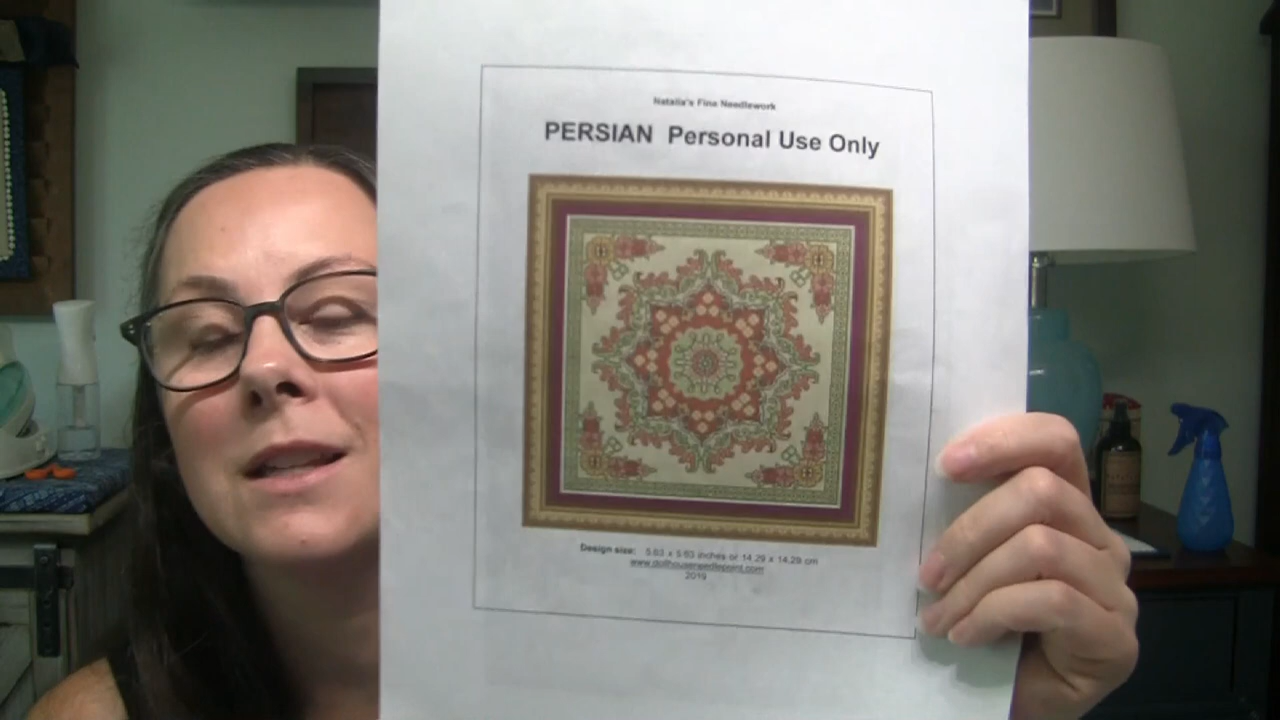 Natalia's Fine Needlework
PERSIAN Personal Use Only
Design size: 5.63 x 5.63 inches or 14.29 x 14.29 cm
www.dollhouseneedlepoint.com
2019